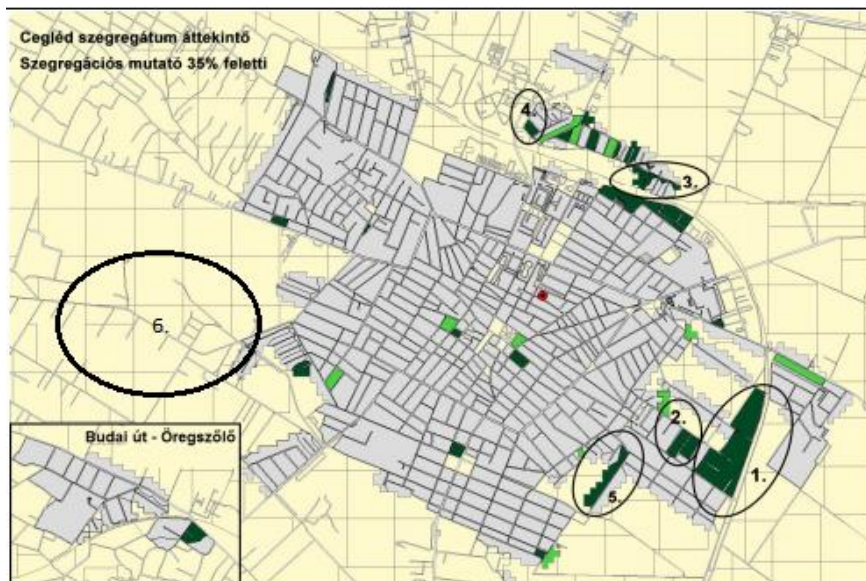 Cegléd szegregátum áttekintő
Szegregációs mutató 35% feletti
4.
3.
6.
2.
1.
5.
Budai út - Öregszőlő